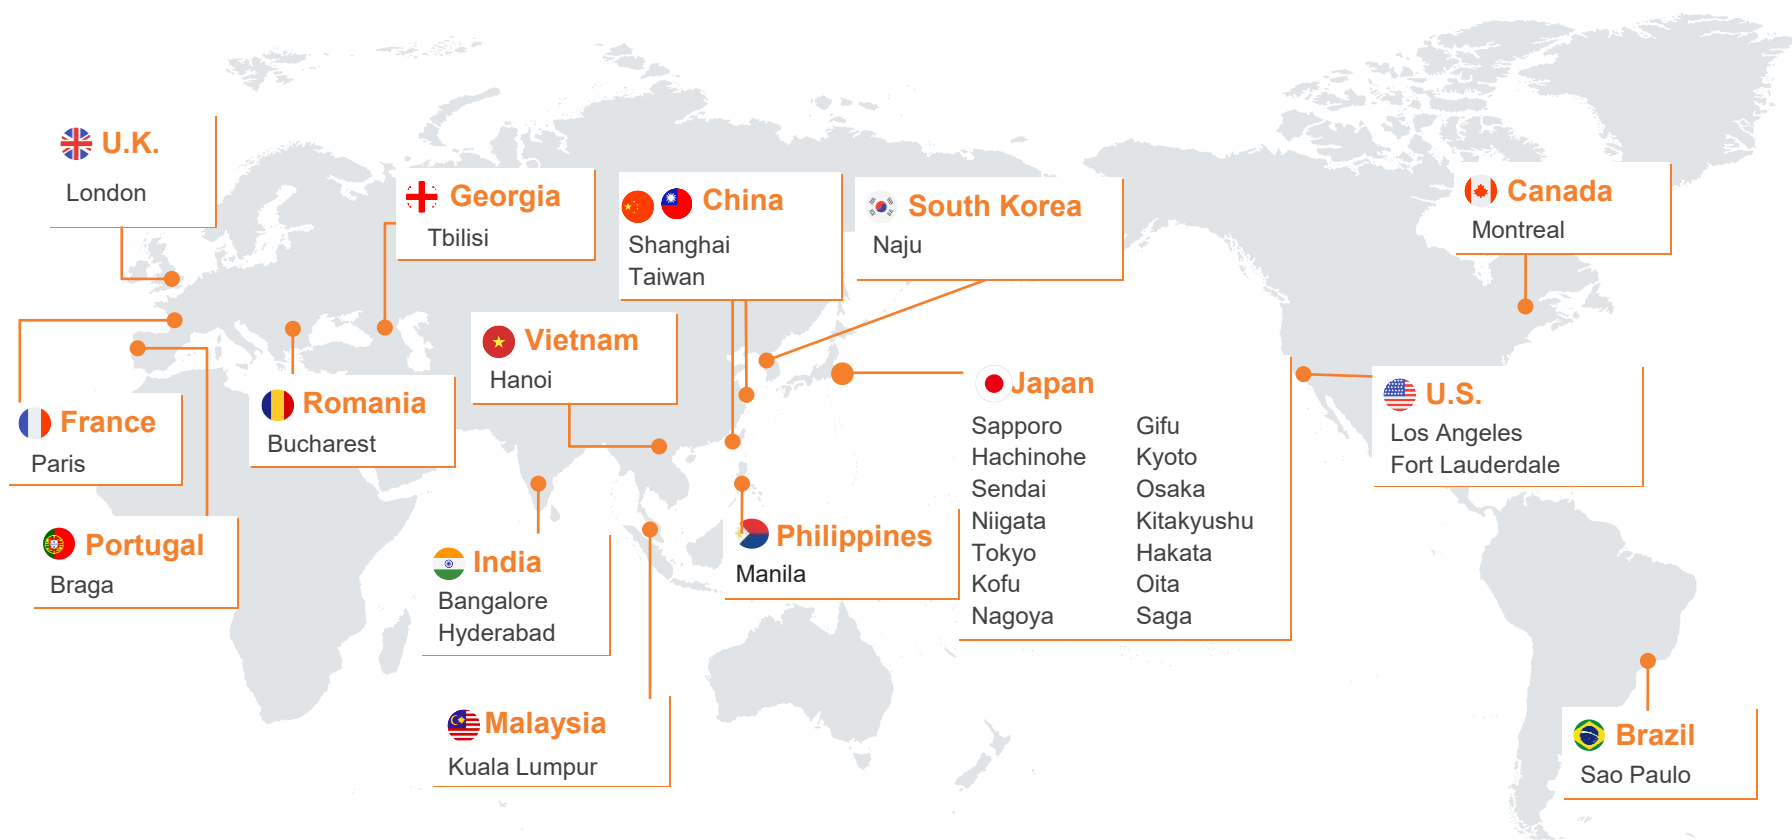 U.K.
London
Georgia
Tbilisi
China
Shanghai
Taiwan
South Korea
Naju
Canada
Montreal
Vietnam
Hanoi
France
Paris
Romania
Bucharest
Japan
Sapporo
Hachinohe
Sendai
Niigata
Tokyo
Kofu
Nagoya
Gifu
Kyoto
Osaka
Kitakyushu
Hakata
Oita
Saga
U.S.
Los Angeles
Fort Lauderdale
Portugal
Braga
India
Bangalore
Hyderabad
Philippines
Manila
Malaysia
Kuala Lumpur
Brazil
Sao Paulo